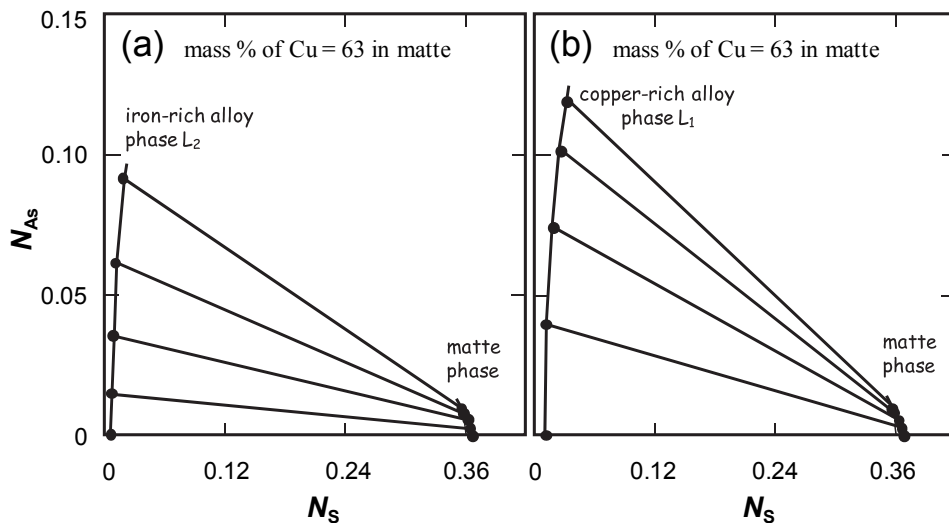 (a) mass % of Cu = 63 in matte
iron-rich alloy
phase L2
matte
phase
0.15
0.10
0.05
0
NAs
0 0.12 0.24 0.36
NS
(b) mass % of Cu = 63 in matte
copper-rich alloy
phase L1
matte
phase
0 0.12 0.24 0.36
NS